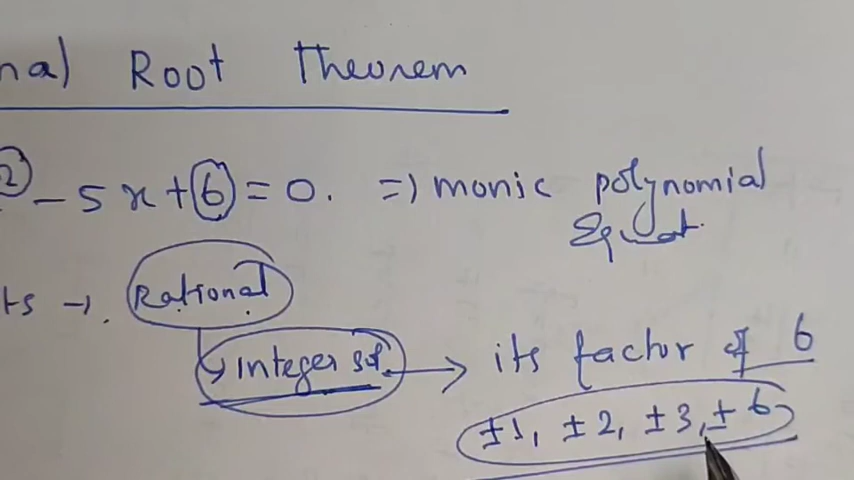 nal Root Theorem
2 - 5x + 6 = 0. => monic polynomial
Equat.
ts → Rational
↳ integer sol. → its factor of 6
±1, ±2, ±3, ±6